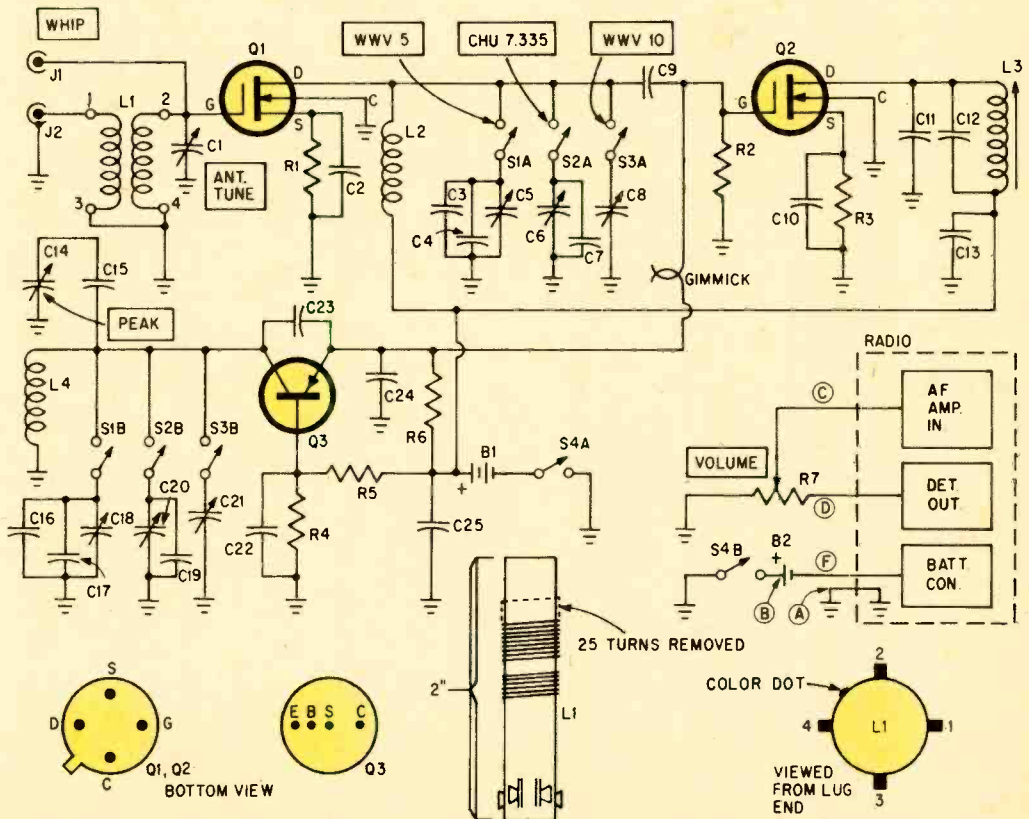 WHIP
J1
J2
1
L1
2
3
4
C1
ANT.
TUNE
Q1
G
D
C
S
R1
C2
L2
WWV 5
CHU 7.335
WWV 10
S1A
S2A
S3A
C3
C4
C5
C6
C7
C8
C9
GIMMICK
R2
Q2
G
D
C
S
C10
R3
C11
C12
L3
C13
C14
C15
PEAK
L4
C23
Q3
C24
R6
S1B
S2B
S3B
C16
C17
C18
C20
C19
C21
C22
R4
R5
+
B1
S4A
C25
RADIO
C
AF
AMP.
IN
VOLUME
R7
D
DET.
OUT.
S4B
B2
+
F
BATT.
CON.
B
A
S
D
G
C
Q1, Q2
BOTTOM VIEW
E B S C
Q3
2"
25 TURNS REMOVED
L1
COLOR DOT
2
4
L1
1
3
VIEWED
FROM LUG
END